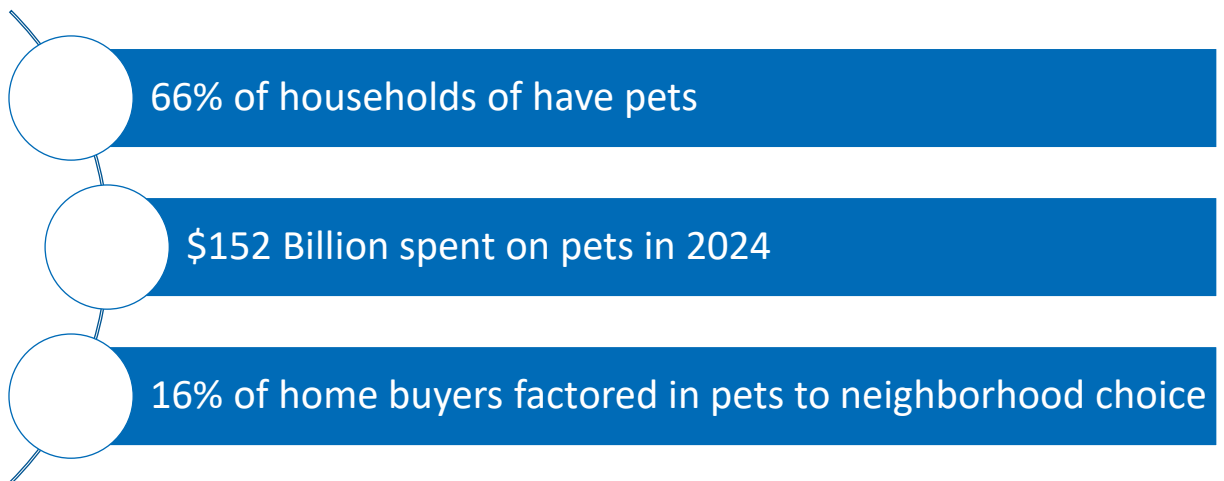 66% of households of have pets
$152 Billion spent on pets in 2024
16% of home buyers factored in pets to neighborhood choice